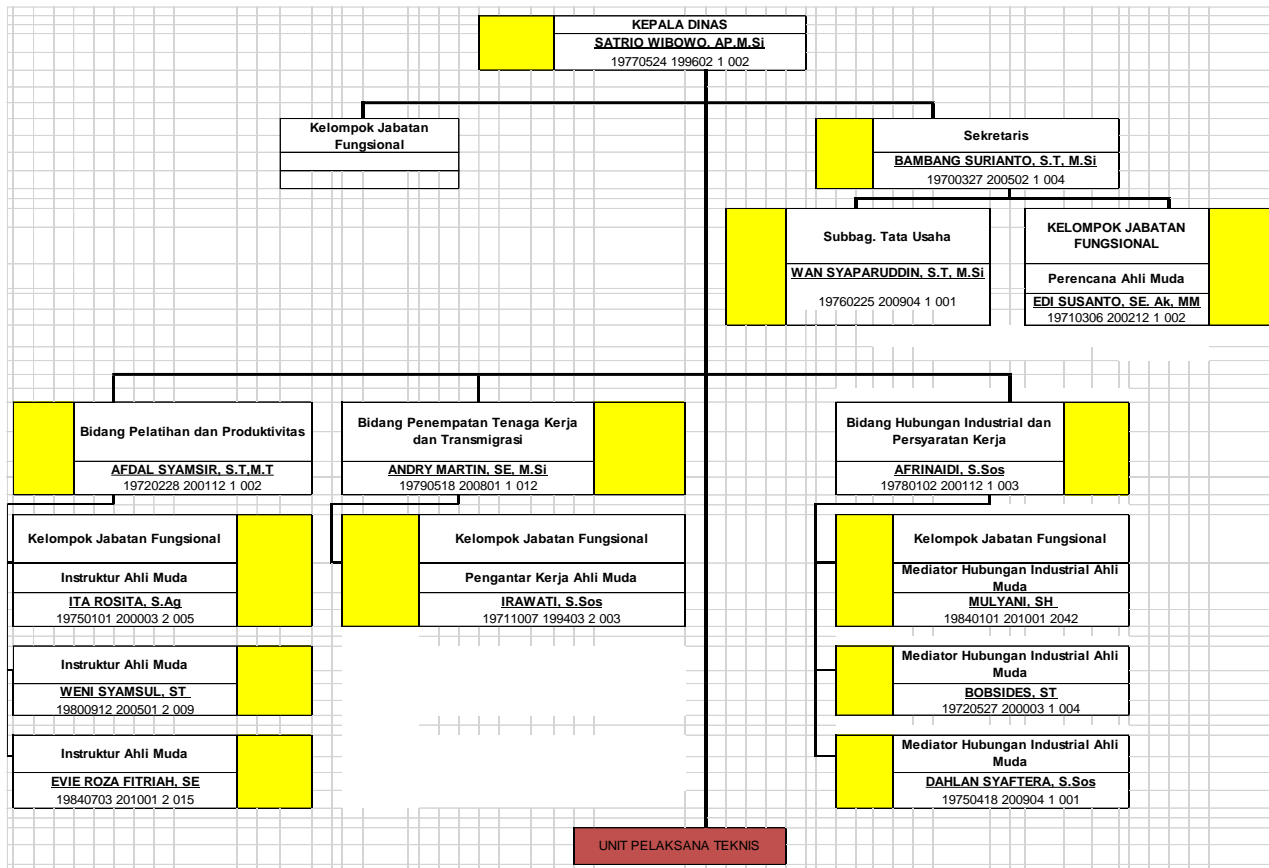 KEPALA DINAS
SATRIO WIBOWO, AP,M.Si
19770524 199602 1 002
Kelompok Jabatan
Fungsional
Sekretaris
BAMBANG SURIANTO, S.T, M.Si
19700327 200502 1 004
Subbag. Tata Usaha
WAN SYAPARUDDIN, S.T, M.Si
19760225 200904 1 001
KELOMPOK JABATAN
FUNGSIONAL
Perencana Ahli Muda
EDI SUSANTO, SE. Ak, MM
19710306 200212 1 002
Bidang Pelatihan dan Produktivitas
AFDAL SYAMSIR, S.T,M.T
19720228 200112 1 002
Bidang Penempatan Tenaga Kerja
dan Transmigrasi
ANDRY MARTIN, SE, M.Si
19790518 200801 1 012
Bidang Hubungan Industrial dan
Persyaratan Kerja
AFRINAIDI, S.Sos
19780102 200112 1 003
Kelompok Jabatan Fungsional
Instruktur Ahli Muda
ITA ROSITA, S.Ag
19750101 200003 2 005
Instruktur Ahli Muda
WENI SYAMSUL, ST
19800912 200501 2 009
Instruktur Ahli Muda
EVIE ROZA FITRIAH, SE
19840703 201001 2 015
Kelompok Jabatan Fungsional
Pengantar Kerja Ahli Muda
IRAWATI, S.Sos
19711007 199403 2 003
Kelompok Jabatan Fungsional
Mediator Hubungan Industrial Ahli
Muda
MULYANI, SH
19840101 201001 2042
Mediator Hubungan Industrial Ahli
Muda
BOBSIDES, ST
19720527 200003 1 004
Mediator Hubungan Industrial Ahli
Muda
DAHLAN SYAFTERA, S.Sos
19750418 200904 1 001
UNIT PELAKSANA TEKNIS